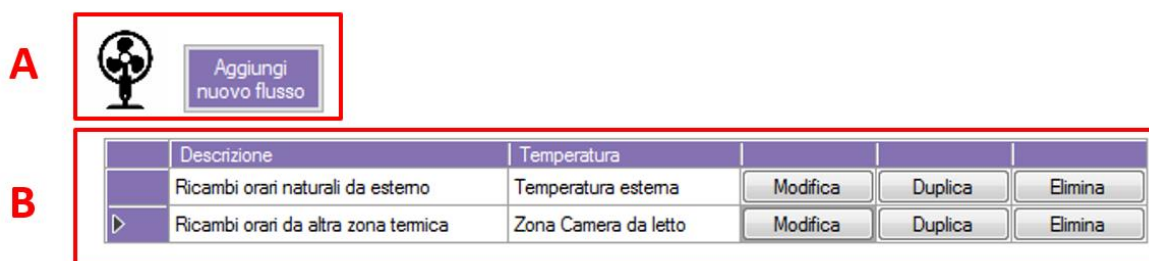 A
Aggiungi
nuovo flusso
B
Descrizione Temperatura
Ricambi orari naturali da esterno Temperatura esterna Modifica Duplica Elimina
Ricambi orari da altra zona termica Zona Camera da letto Modifica Duplica Elimina